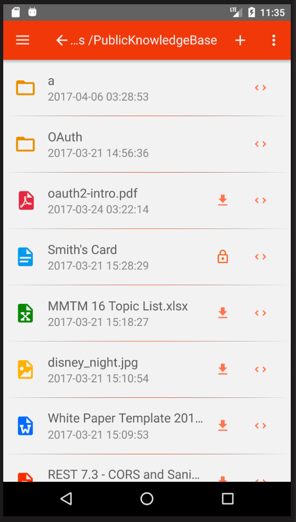 LTE 11:35
...s /PublicKnowledgeBase
a
2017-04-06 03:28:53
OAuth
2017-03-21 14:56:36
oauth2-intro.pdf
2017-03-24 03:22:14
Smith's Card
2017-03-21 15:28:29
MMTM 16 Topic List.xlsx
2017-03-21 15:18:27
disney_night.jpg
2017-03-21 15:10:54
White Paper Template 201...
2017-03-21 15:09:53
REST 7.3 - CORS and Sani...